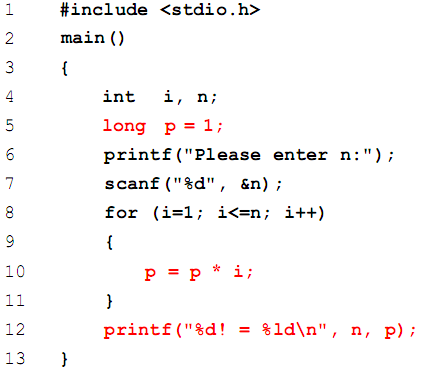 1 #include <stdio.h>
2 main()
3 {
4 int i, n;
5 long p = 1;
6 printf("Please enter n:");
7 scanf("%d", &n);
8 for (i=1; i<=n; i++)
9 {
10 p = p * i;
11 }
12 printf("%d! = %ld\n", n, p);
13 }